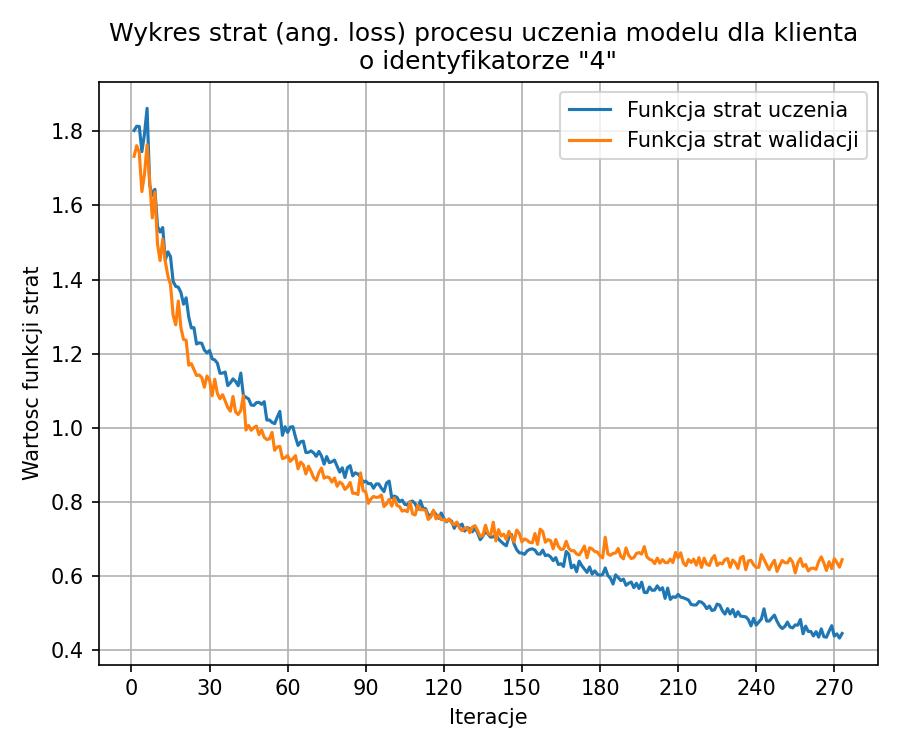 Wykres strat (ang. loss) procesu uczenia modelu dla klienta
o identyfikatorze "4"
Funkcja strat uczenia
Funkcja strat walidacji
Wartosc funkcji strat
1.8
1.6
1.4
1.2
1.0
0.8
0.6
0.4
0 30 60 90 120 150 180 210 240 270
Iteracje